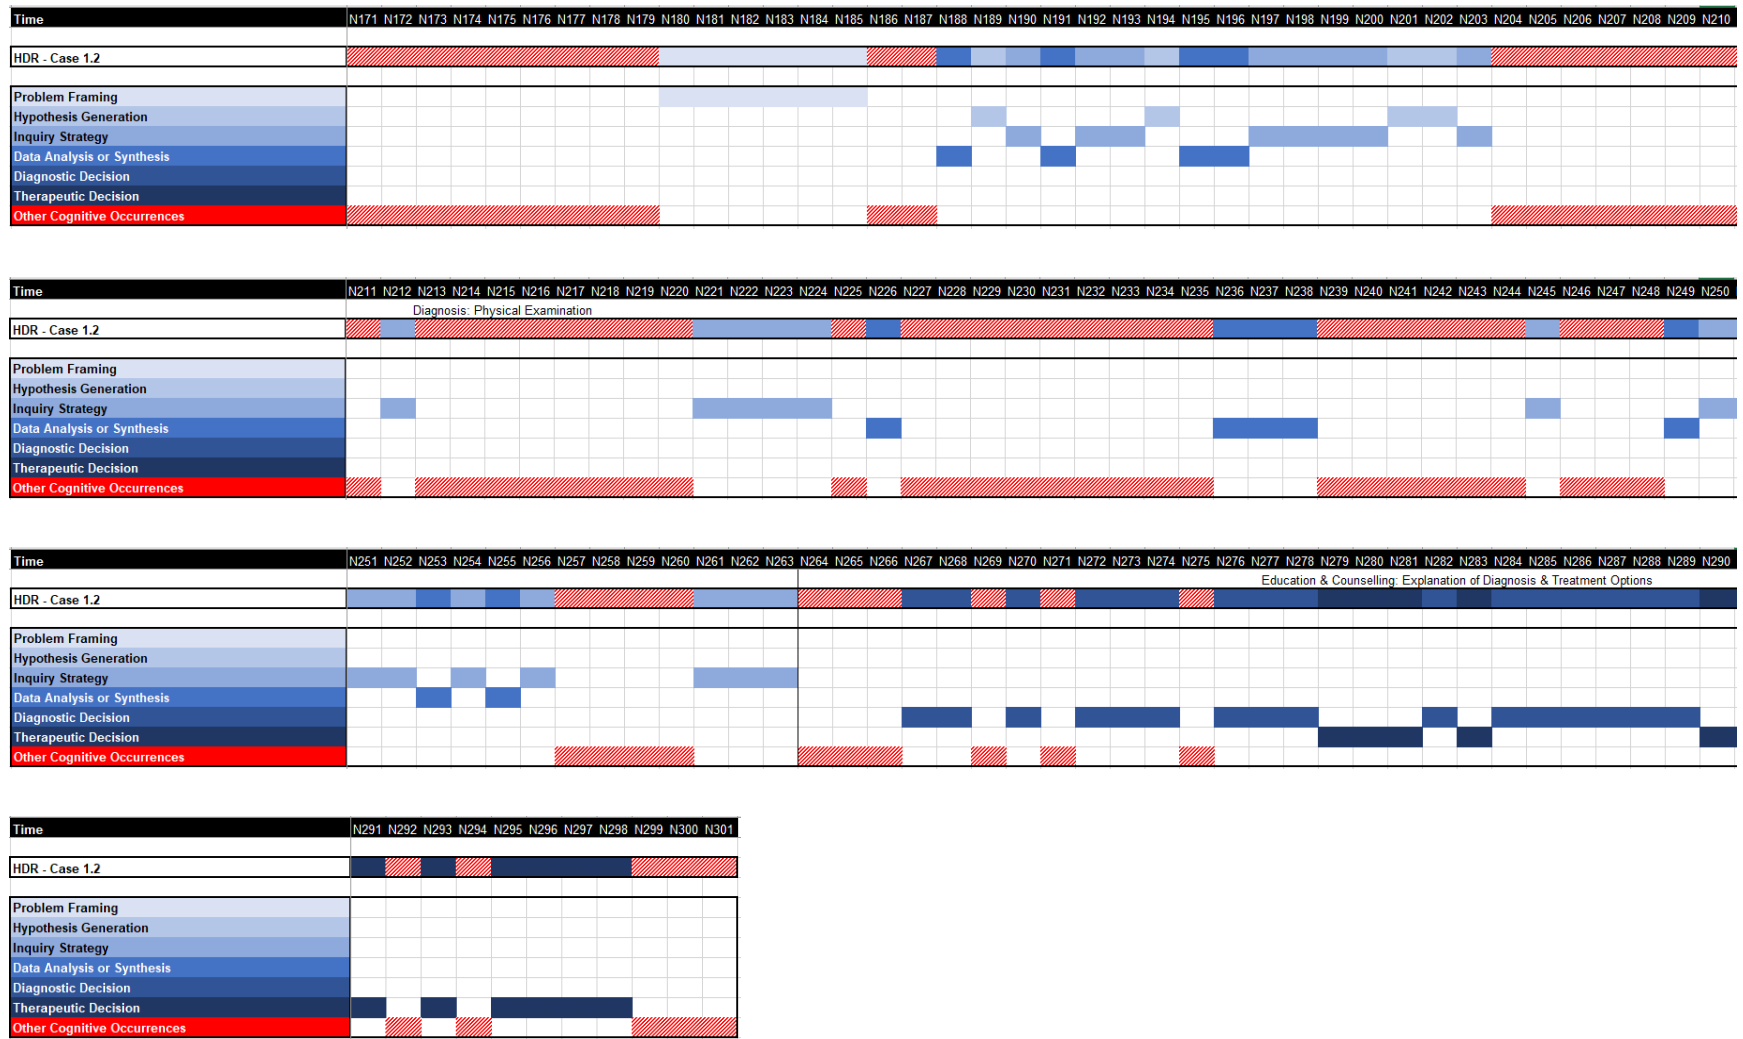 Time N171 N172 N173 N174 N175 N176 N177 N178 N179 N180 N181 N182 N183 N184 N185 N186 N187 N188 N189 N190 N191 N192 N193 N194 N195 N196 N197 N198 N199 N200 N201 N202 N203 N204 N205 N206 N207 N208 N209 N210
HDR - Case 1.2
Problem Framing
Hypothesis Generation
Inquiry Strategy
Data Analysis or Synthesis
Diagnostic Decision
Therapeutic Decision
Other Cognitive Occurrences
Time N211 N212 N213 N214 N215 N216 N217 N218 N219 N220 N221 N222 N223 N224 N225 N226 N227 N228 N229 N230 N231 N232 N233 N234 N235 N236 N237 N238 N239 N240 N241 N242 N243 N244 N245 N246 N247 N248 N249 N250
Diagnosis: Physical Examination
HDR - Case 1.2
Problem Framing
Hypothesis Generation
Inquiry Strategy
Data Analysis or Synthesis
Diagnostic Decision
Therapeutic Decision
Other Cognitive Occurrences
Time N251 N252 N253 N254 N255 N256 N257 N258 N259 N260 N261 N262 N263 N264 N265 N266 N267 N268 N269 N270 N271 N272 N273 N274 N275 N276 N277 N278 N279 N280 N281 N282 N283 N284 N285 N286 N287 N288 N289 N290
Education & Counselling: Explanation of Diagnosis & Treatment Options
HDR - Case 1.2
Problem Framing
Hypothesis Generation
Inquiry Strategy
Data Analysis or Synthesis
Diagnostic Decision
Therapeutic Decision
Other Cognitive Occurrences
Time N291 N292 N293 N294 N295 N296 N297 N298 N299 N300 N301
HDR - Case 1.2
Problem Framing
Hypothesis Generation
Inquiry Strategy
Data Analysis or Synthesis
Diagnostic Decision
Therapeutic Decision
Other Cognitive Occurrences